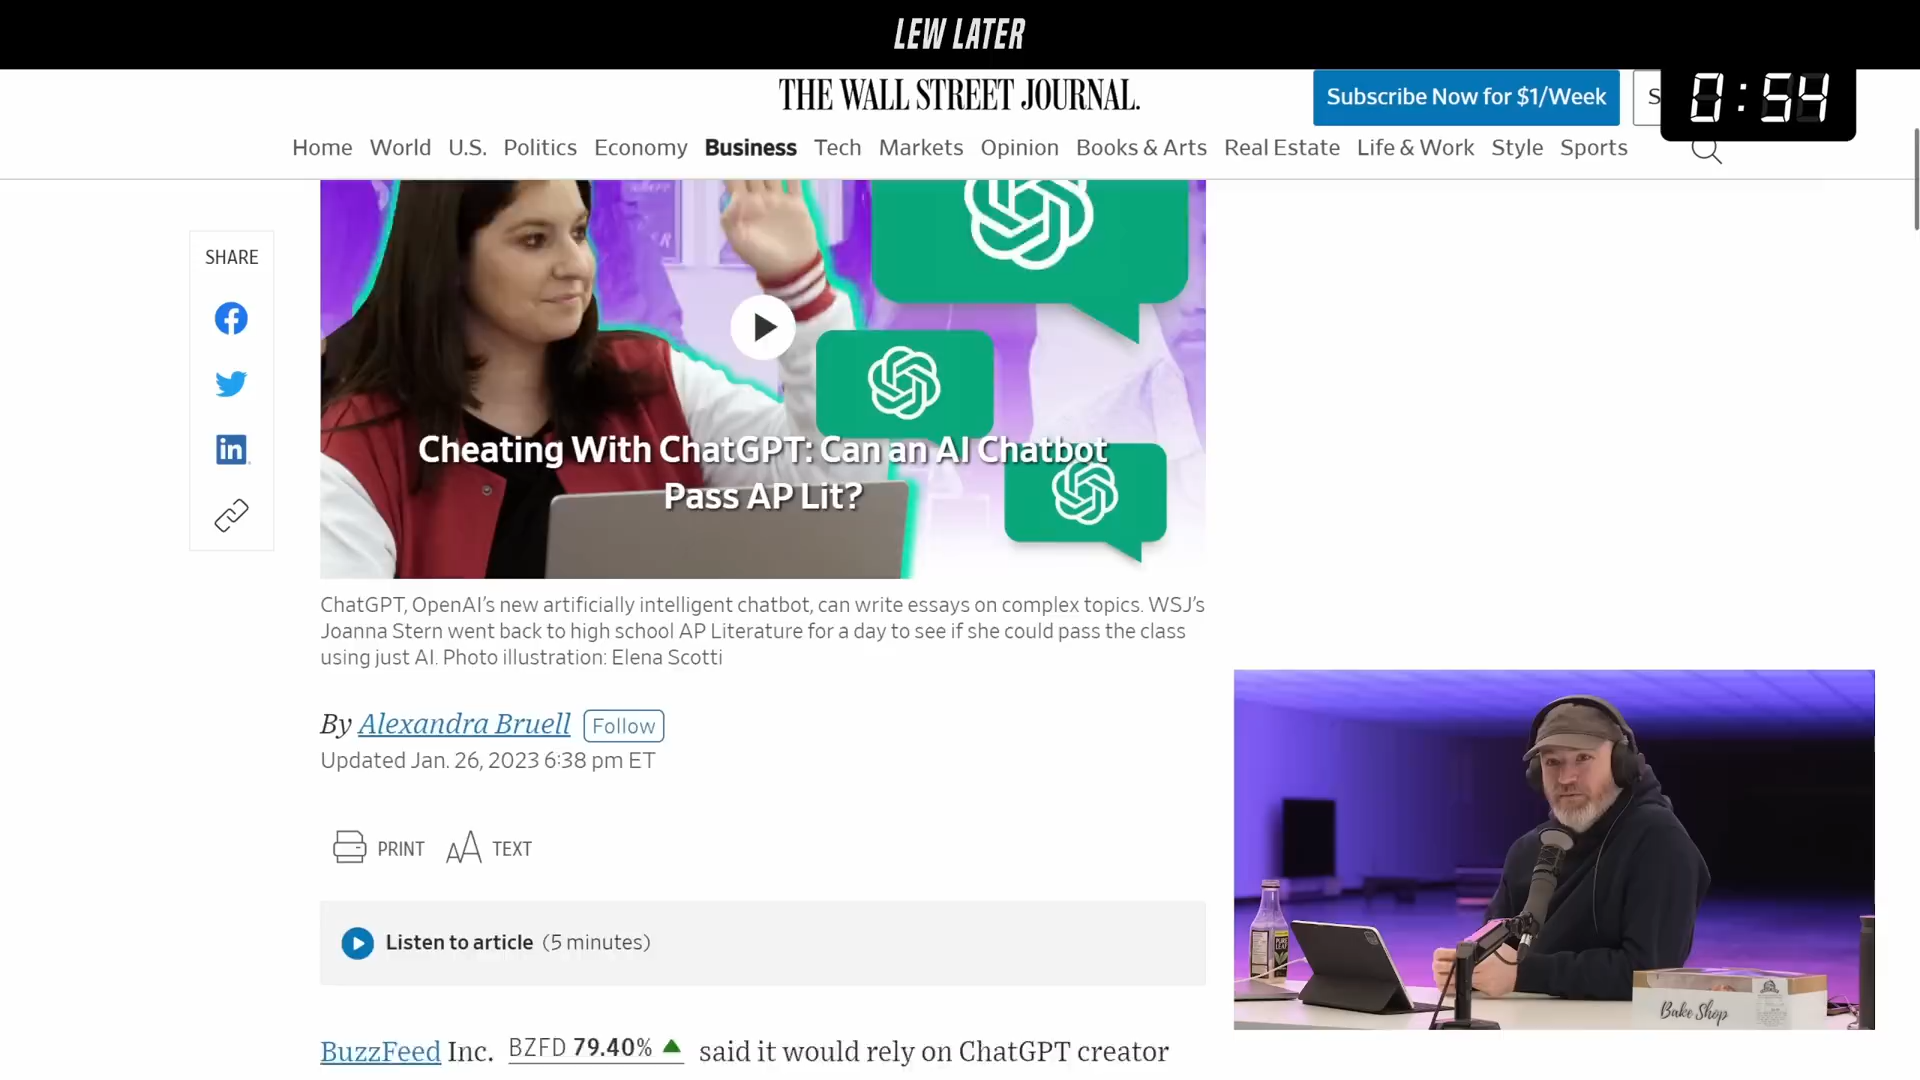 LEW LATER
THE WALL STREET JOURNAL.
Subscribe Now for $1/Week
S
0:54
Home World U.S. Politics Economy Business Tech Markets Opinion Books & Arts Real Estate Life & Work Style Sports
SHARE
in
Cheating With ChatGPT: Can an AI Chatbot
Pass AP Lit?
ChatGPT, OpenAI’s new artificially intelligent chatbot, can write essays on complex topics. WSJ’s
Joanna Stern went back to high school AP Literature for a day to see if she could pass the class
using just AI. Photo illustration: Elena Scotti
By Alexandra Bruell Follow
Updated Jan. 26, 2023 6:38 pm ET
PRINT AA TEXT
Listen to article (5 minutes)
BuzzFeed Inc. BZFD 79.40% ▲ said it would rely on ChatGPT creator
PURE
LEAF
Bake Shop